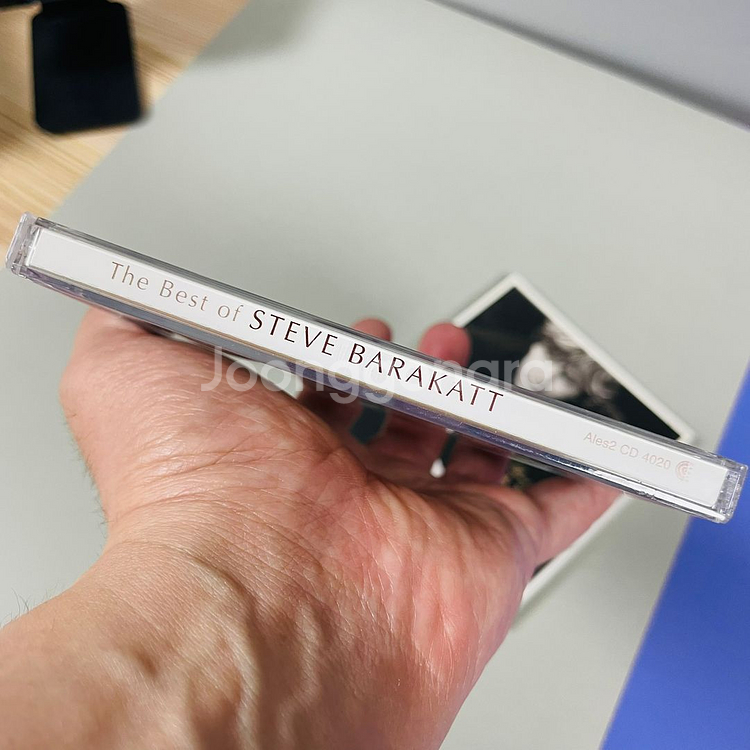 The Best of STEVE BARAKATT
Ales2 CD 4020
Joonggonara